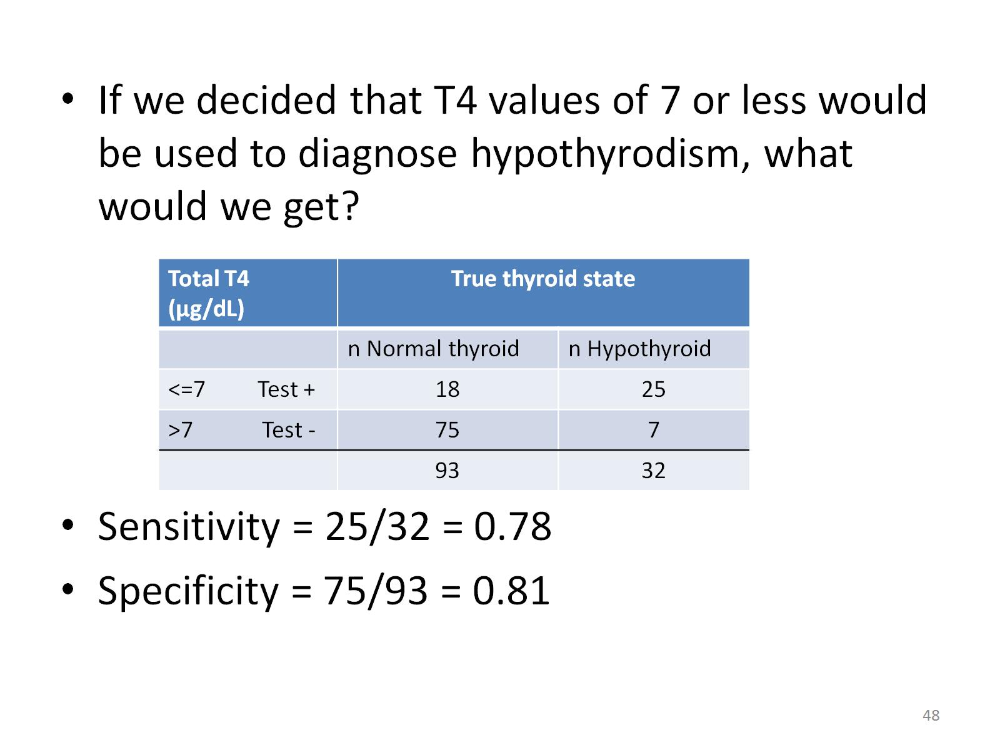 • If we decided that T4 values of 7 or less would
be used to diagnose hypothyrodism, what
would we get?
Total T4 True thyroid state
(µg/dL)
n Normal thyroid n Hypothyroid
<=7 Test + 18 25
>7 Test - 75 7
93 32
• Sensitivity = 25/32 = 0.78
• Specificity = 75/93 = 0.81
48